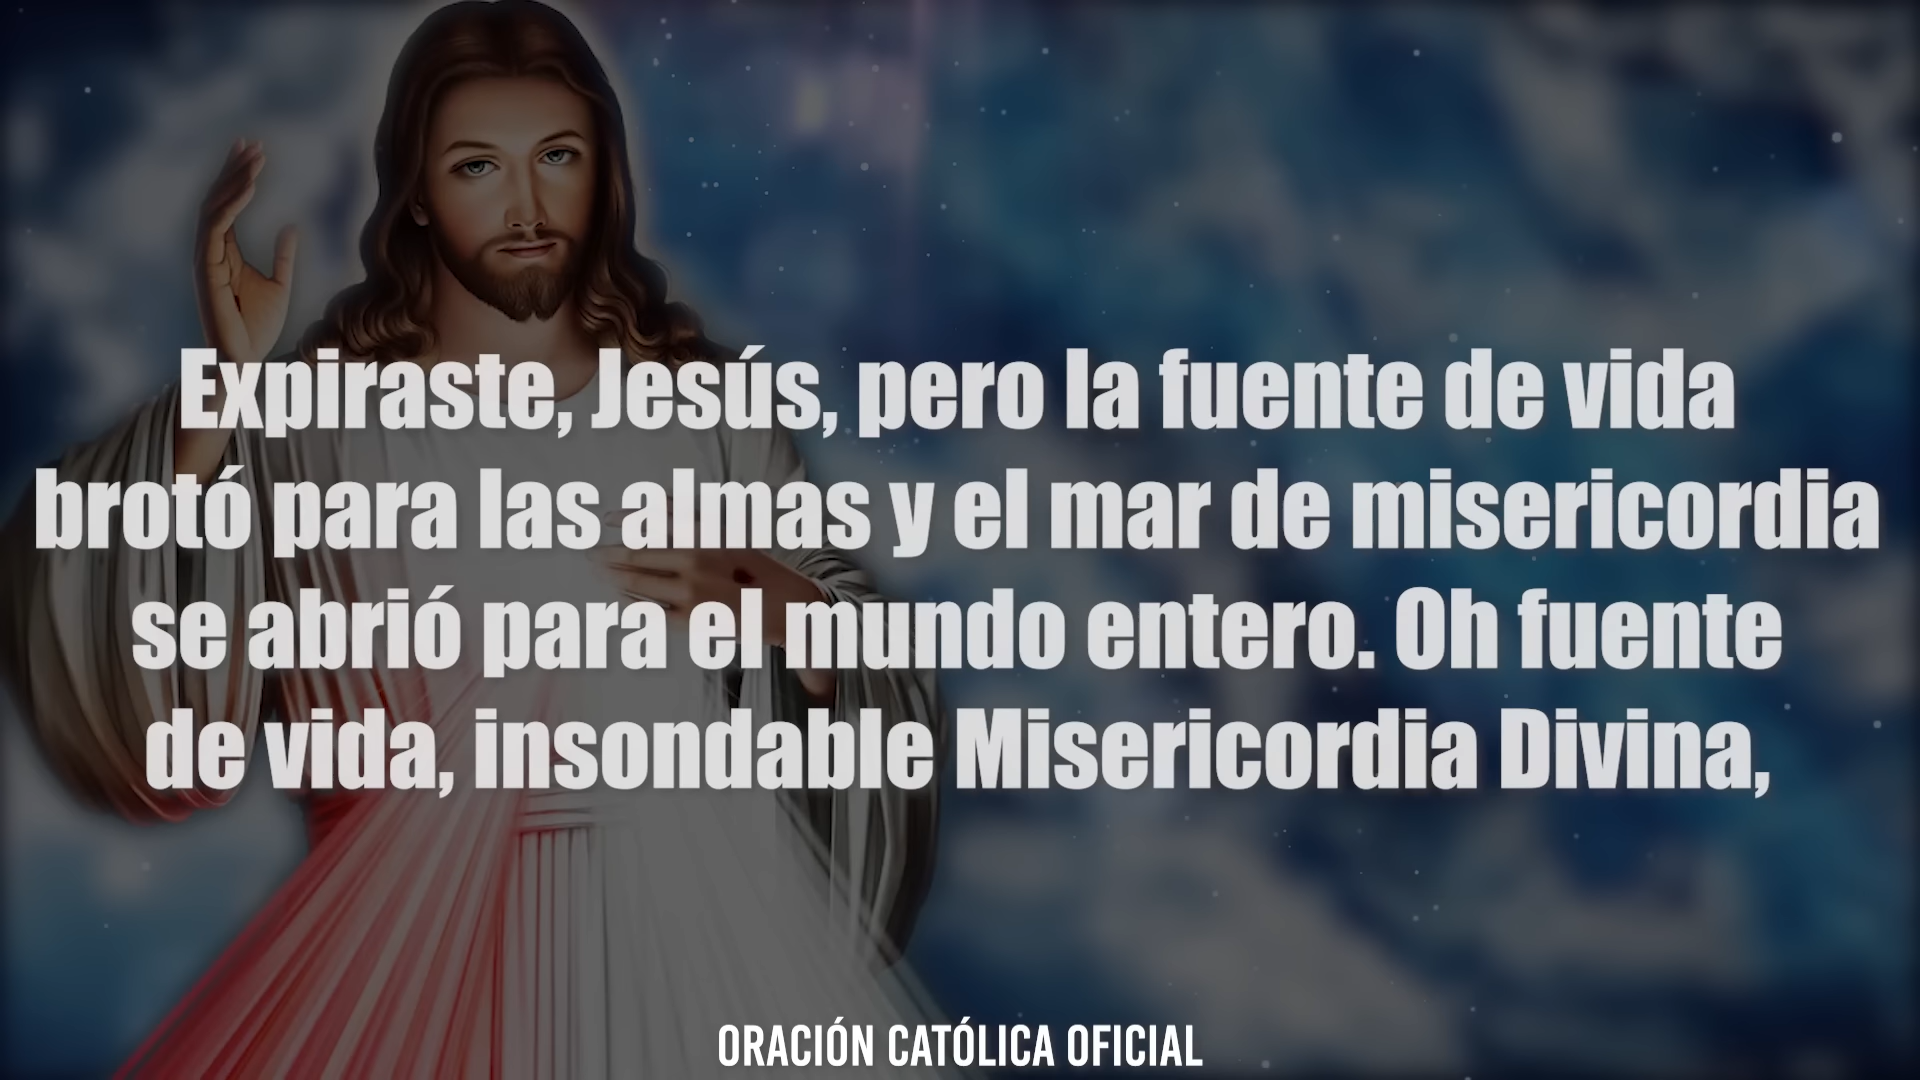 Expiraste, Jesús, pero la fuente de vida
brotó para las almas y el mar de misericordia
se abrió para el mundo entero. Oh fuente
de vida, insondable Misericordia Divina,
ORACIÓN CATÓLICA OFICIAL